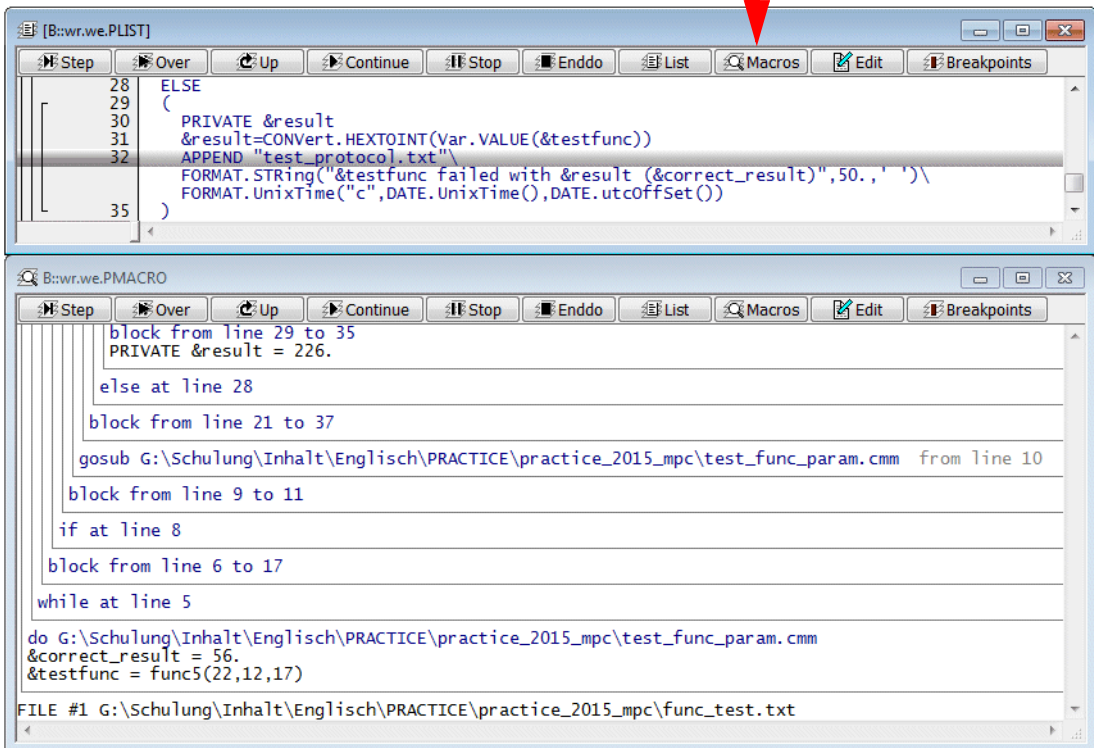 [B::wr.we.PLIST]
Step Over Up Continue Stop Enddo List Macros Edit Breakpoints
28 ELSE
29 (
30 PRIVATE &result
31 &result=CONVert.HEXTOINT(Var.VALUE(&testfunc))
32 APPEND "test_protocol.txt"\
FORMAT.STRing("&testfunc failed with &result (&correct_result)",50.,' ')\
FORMAT.UnixTime("c",DATE.UnixTime(),DATE.utcOffSet())
35 )
B::wr.we.PMACRO
Step Over Up Continue Stop Enddo List Macros Edit Breakpoints
block from line 29 to 35
PRIVATE &result = 226.
else at line 28
block from line 21 to 37
gosub G:\Schulung\Inhalt\Englisch\PRACTICE\practice_2015_mpc\test_func_param.cmm from line 10
block from line 9 to 11
if at line 8
block from line 6 to 17
while at line 5
do G:\Schulung\Inhalt\Englisch\PRACTICE\practice_2015_mpc\test_func_param.cmm
&correct_result = 56.
&testfunc = func5(22,12,17)
FILE #1 G:\Schulung\Inhalt\Englisch\PRACTICE\practice_2015_mpc\func_test.txt